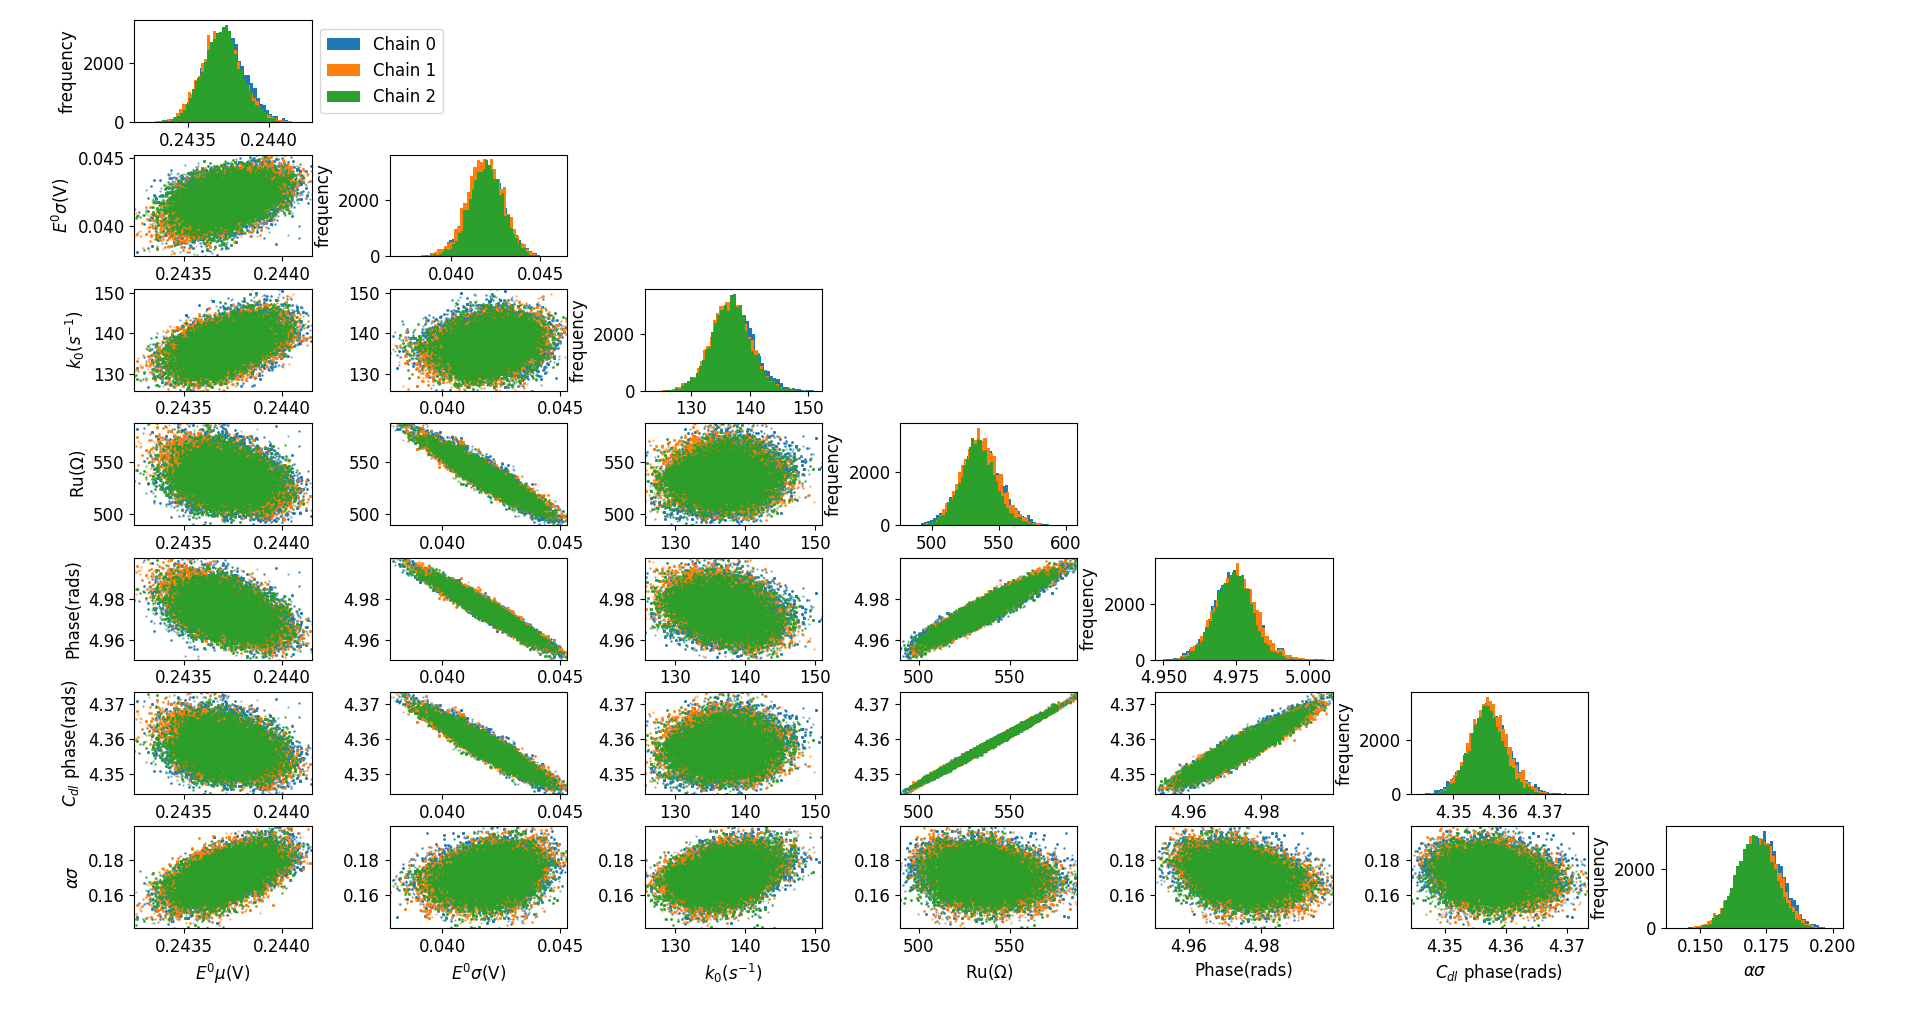 frequency
2000
0
0.2435 0.2440
Chain 0
Chain 1
Chain 2
E⁰σ(V)
0.045
0.040
0.2435 0.2440
frequency
2000
0
0.040 0.045
k₀(s⁻¹)
150
140
130
0.2435 0.2440
150
140
130
0.040 0.045
frequency
2000
0
130 140 150
Ru(Ω)
550
500
0.2435 0.2440
550
500
0.040 0.045
550
500
130 140 150
frequency
2000
0
500 550 600
Phase(rads)
4.98
4.96
0.2435 0.2440
4.98
4.96
0.040 0.045
4.98
4.96
130 140 150
4.98
4.96
500 550
frequency
2000
0
4.950 4.975 5.000
C_dl phase(rads)
4.37
4.36
4.35
0.2435 0.2440
4.37
4.36
4.35
0.040 0.045
4.37
4.36
4.35
130 140 150
4.37
4.36
4.35
500 550
4.37
4.36
4.35
4.96 4.98
frequency
2000
0
4.35 4.36 4.37
ασ
0.18
0.16
0.2435 0.2440
E⁰μ(V)
0.18
0.16
0.040 0.045
E⁰σ(V)
0.18
0.16
130 140 150
k₀(s⁻¹)
0.18
0.16
500 550
Ru(Ω)
0.18
0.16
4.96 4.98
Phase(rads)
0.18
0.16
4.35 4.36 4.37
C_dl phase(rads)
frequency
2000
0
0.150 0.175 0.200
ασ